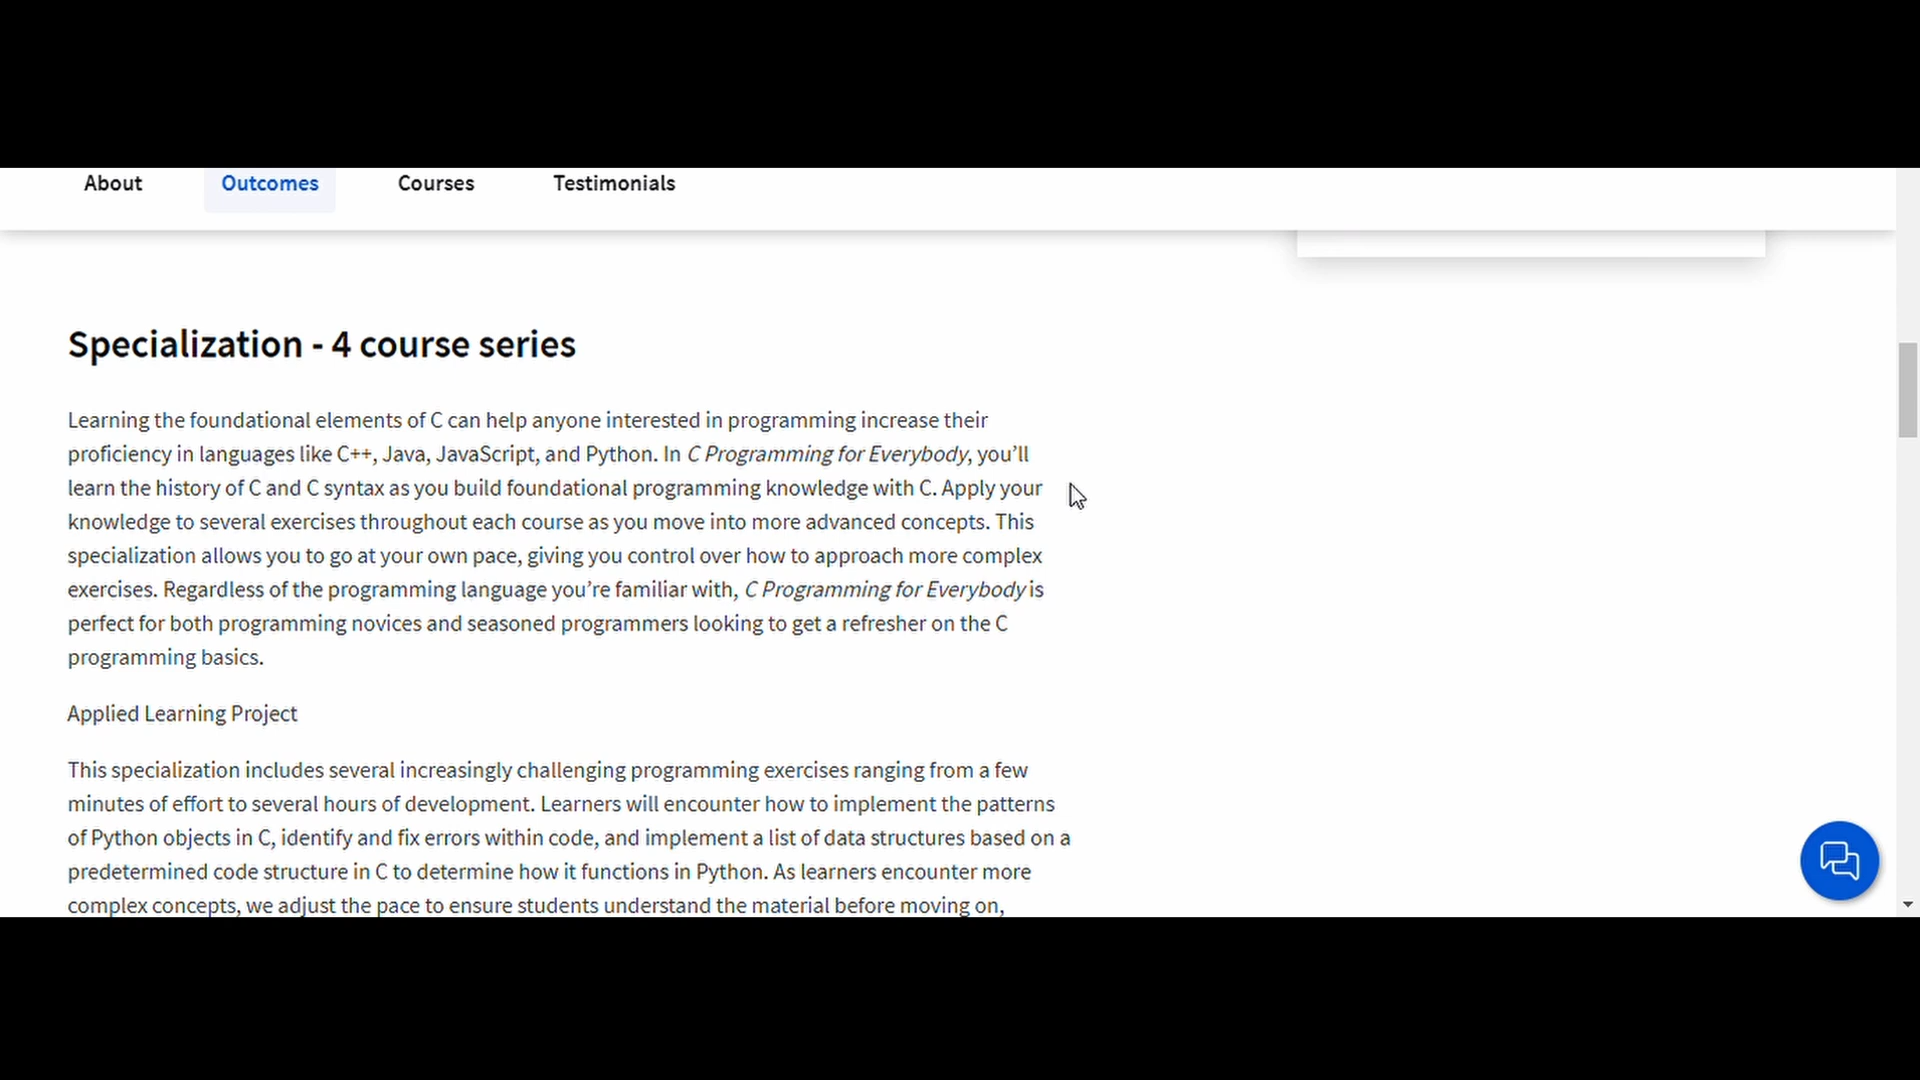 About Outcomes Courses Testimonials
Specialization - 4 course series
Learning the foundational elements of C can help anyone interested in programming increase their
proficiency in languages like C++, Java, JavaScript, and Python. In C Programming for Everybody, you’ll
learn the history of C and C syntax as you build foundational programming knowledge with C. Apply your
knowledge to several exercises throughout each course as you move into more advanced concepts. This
specialization allows you to go at your own pace, giving you control over how to approach more complex
exercises. Regardless of the programming language you’re familiar with, C Programming for Everybody is
perfect for both programming novices and seasoned programmers looking to get a refresher on the C
programming basics.
Applied Learning Project
This specialization includes several increasingly challenging programming exercises ranging from a few
minutes of effort to several hours of development. Learners will encounter how to implement the patterns
of Python objects in C, identify and fix errors within code, and implement a list of data structures based on a
predetermined code structure in C to determine how it functions in Python. As learners encounter more
complex concepts, we adjust the pace to ensure students understand the material before moving on,